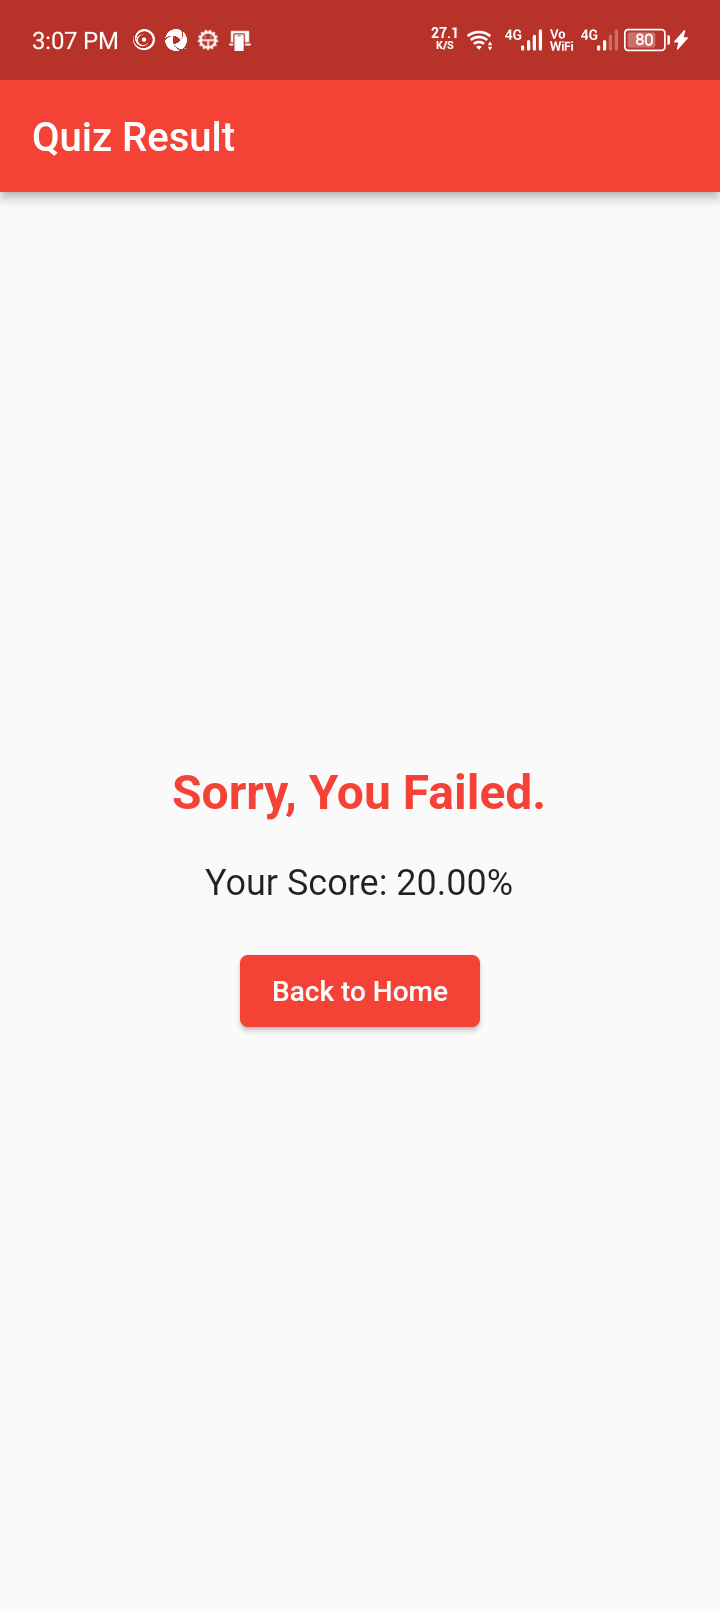 3:07 PM 27.1 K/S 4G Vo WiFi 4G 80
Quiz Result
Sorry, You Failed.
Your Score: 20.00%
Back to Home